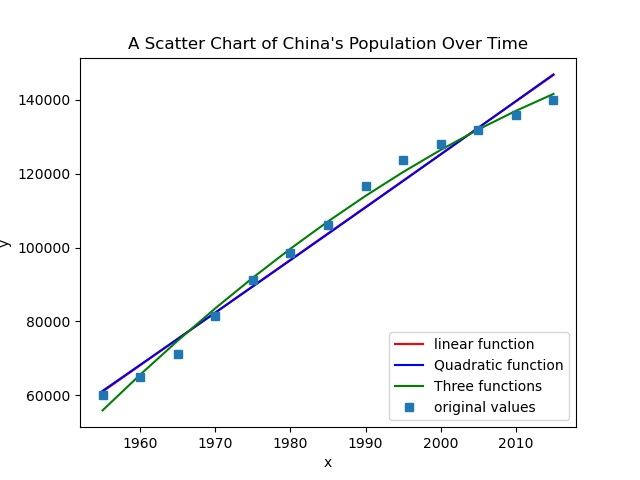 A Scatter Chart of China's Population Over Time
140000
120000
100000
80000
60000
y
linear function
Quadratic function
Three functions
original values
1960 1970 1980 1990 2000 2010
x